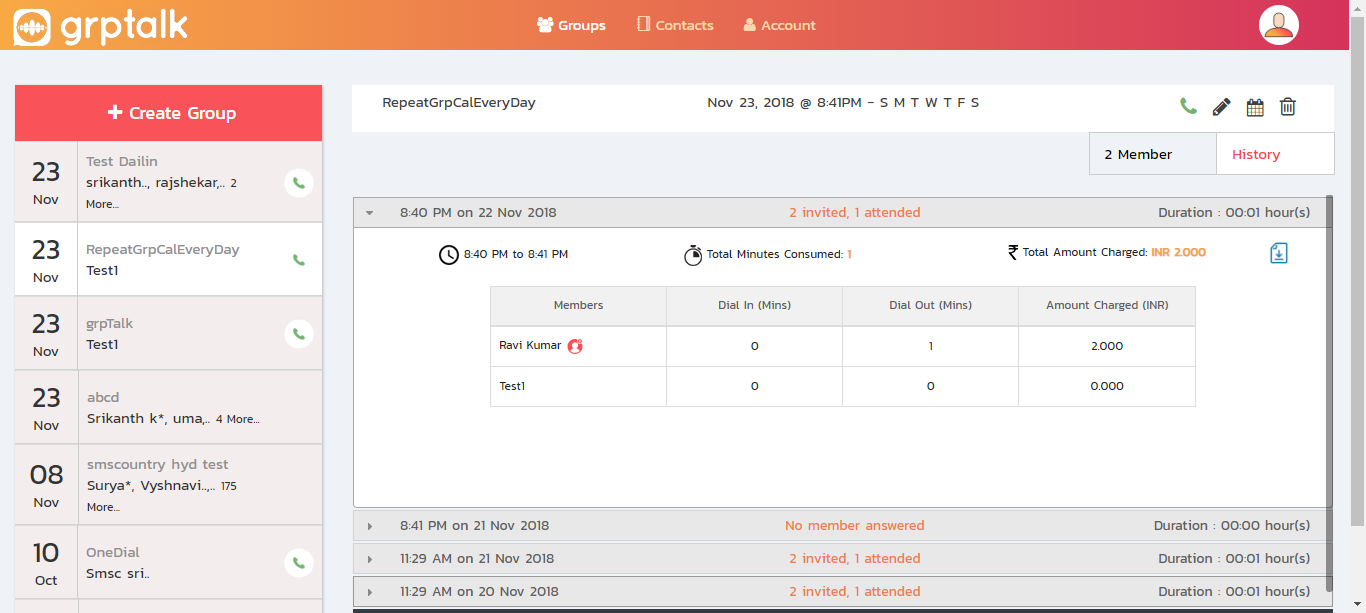 grptalk
Groups
Contacts
Account
Create Group
23
Nov
Test Dailin
srikanth.., rajshekar,.. 2
More...
23
Nov
RepeatGrpCalEveryDay
Test1
23
Nov
grpTalk
Test1
23
Nov
abcd
Srikanth k*, uma,.. 4 More...
08
Nov
smscountry hyd test
Surya*, Vyshnavi..,.. 175
More...
10
Oct
OneDial
Smsc sri..
RepeatGrpCalEveryDay
Nov 23, 2018 @ 8:41PM - S M T W T F S
2 Member
History
8:40 PM on 22 Nov 2018
2 invited, 1 attended
Duration : 00:01 hour(s)
8:40 PM to 8:41 PM
Total Minutes Consumed: 1
₹ Total Amount Charged: INR 2.000
Members
Dial In (Mins)
Dial Out (Mins)
Amount Charged (INR)
Ravi Kumar
0
1
2.000
Test1
0
0
0.000
8:41 PM on 21 Nov 2018
No member answered
Duration : 00:00 hour(s)
11:29 AM on 21 Nov 2018
2 invited, 1 attended
Duration : 00:01 hour(s)
11:29 AM on 20 Nov 2018
2 invited, 1 attended
Duration : 00:01 hour(s)